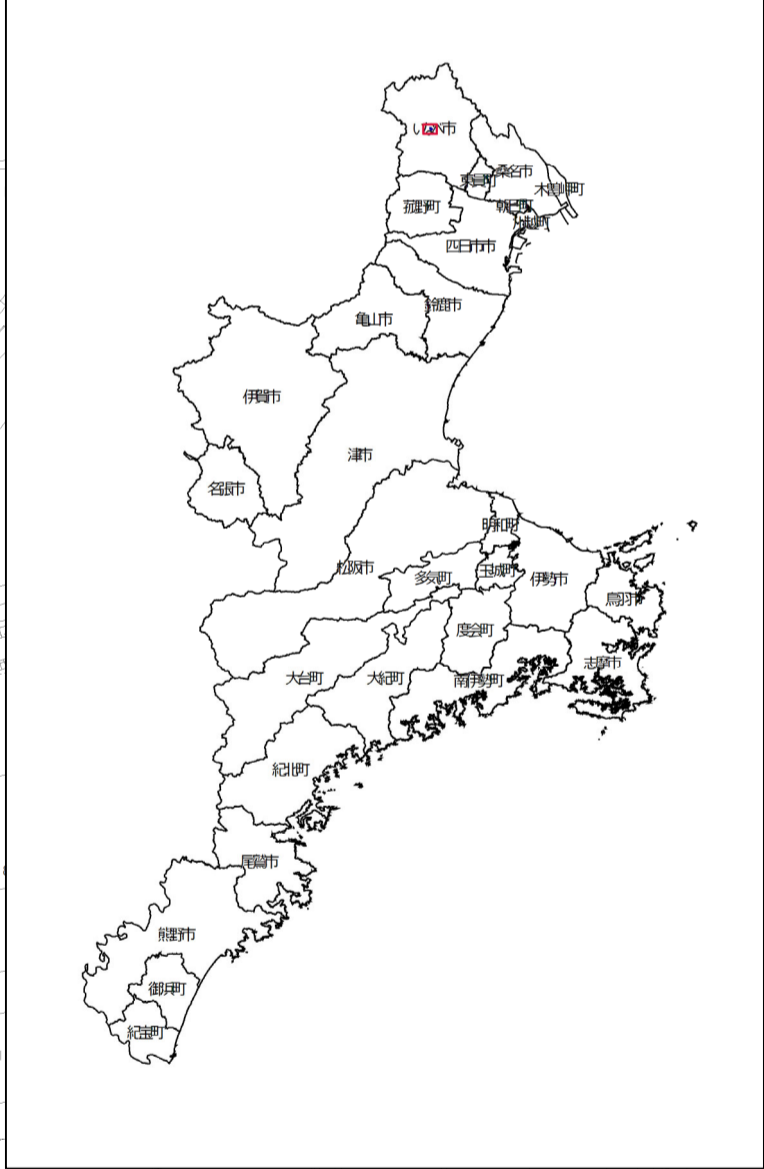 いなべ市
桑名市
東員町
木曽岬町
菰野町
朝日町
川越町
四日市市
鈴鹿市
亀山市
伊賀市
津市
名張市
明和町
松阪市
多気町
玉城町
伊勢市
鳥羽市
度会町
志摩市
大台町
大紀町
南伊勢町
紀北町
尾鷲市
熊野市
御浜町
紀宝町